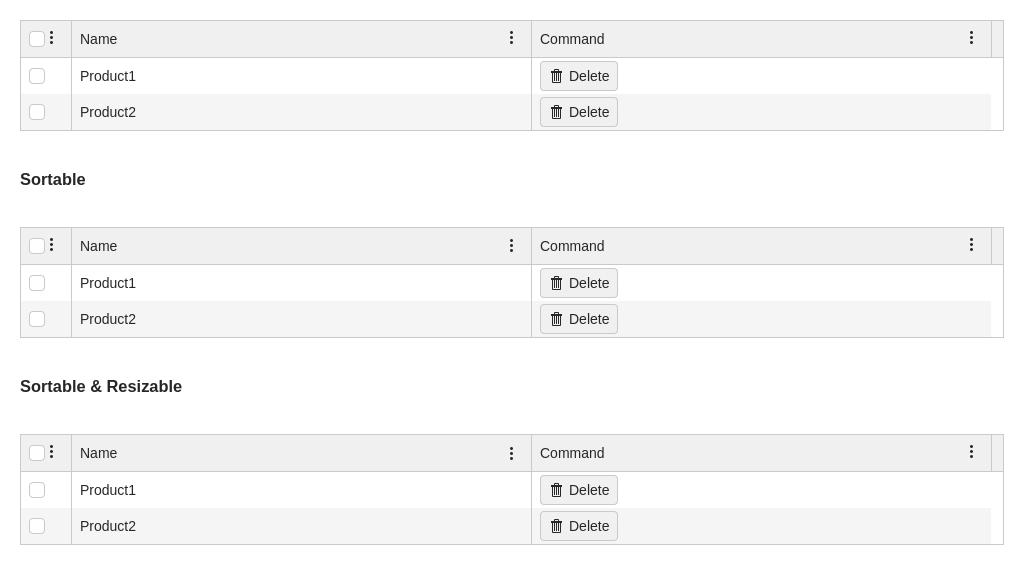 Name Command
Product1 Delete
Product2 Delete
Sortable
Name Command
Product1 Delete
Product2 Delete
Sortable & Resizable
Name Command
Product1 Delete
Product2 Delete